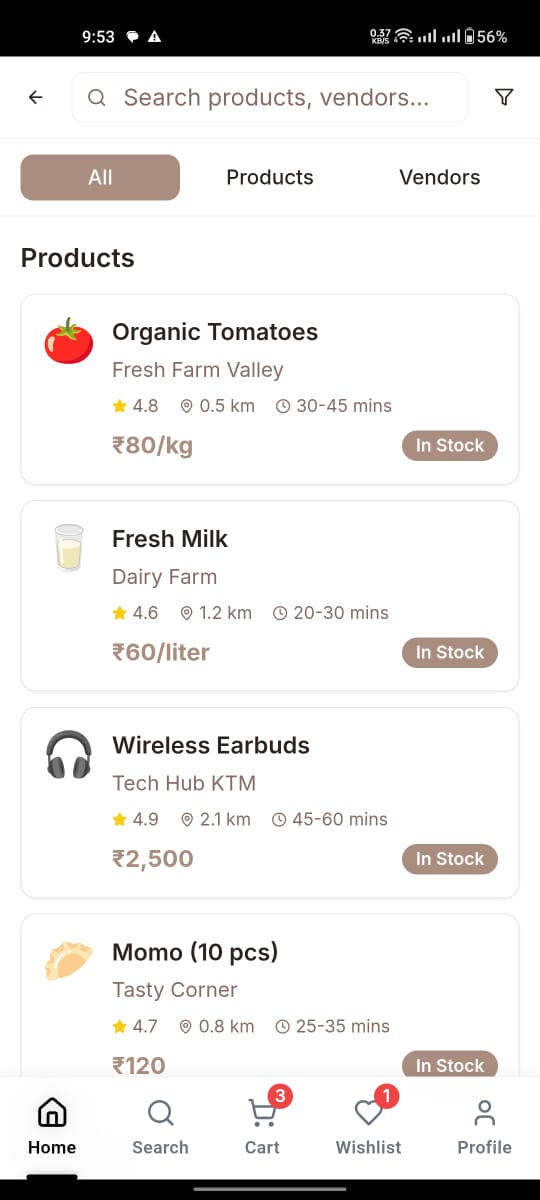 9:53 0.37 KB/S 56%
Search products, vendors...
All Products Vendors
Products
Organic Tomatoes
Fresh Farm Valley
4.8 0.5 km 30-45 mins
₹80/kg In Stock
Fresh Milk
Dairy Farm
4.6 1.2 km 20-30 mins
₹60/liter In Stock
Wireless Earbuds
Tech Hub KTM
4.9 2.1 km 45-60 mins
₹2,500 In Stock
Momo (10 pcs)
Tasty Corner
4.7 0.8 km 25-35 mins
₹120 In Stock
3 1
Home Search Cart Wishlist Profile